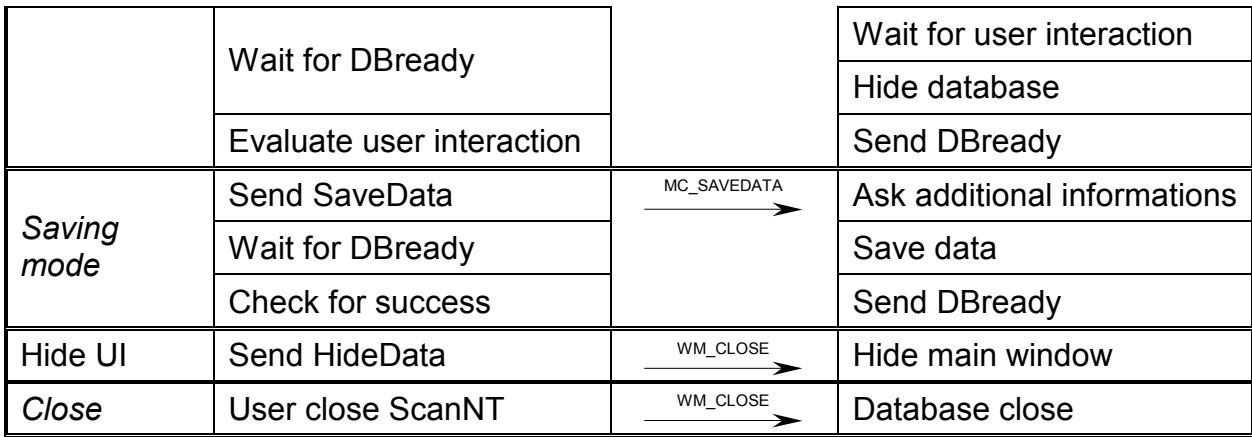 Wait for DBready
Wait for user interaction
Hide database
Evaluate user interaction
Send DBready
Saving
mode
Send SaveData
MC_SAVEDATA
Ask additional informations
Wait for DBready
Save data
Check for success
Send DBready
Hide UI
Send HideData
WM_CLOSE
Hide main window
Close
User close ScanNT
WM_CLOSE
Database close